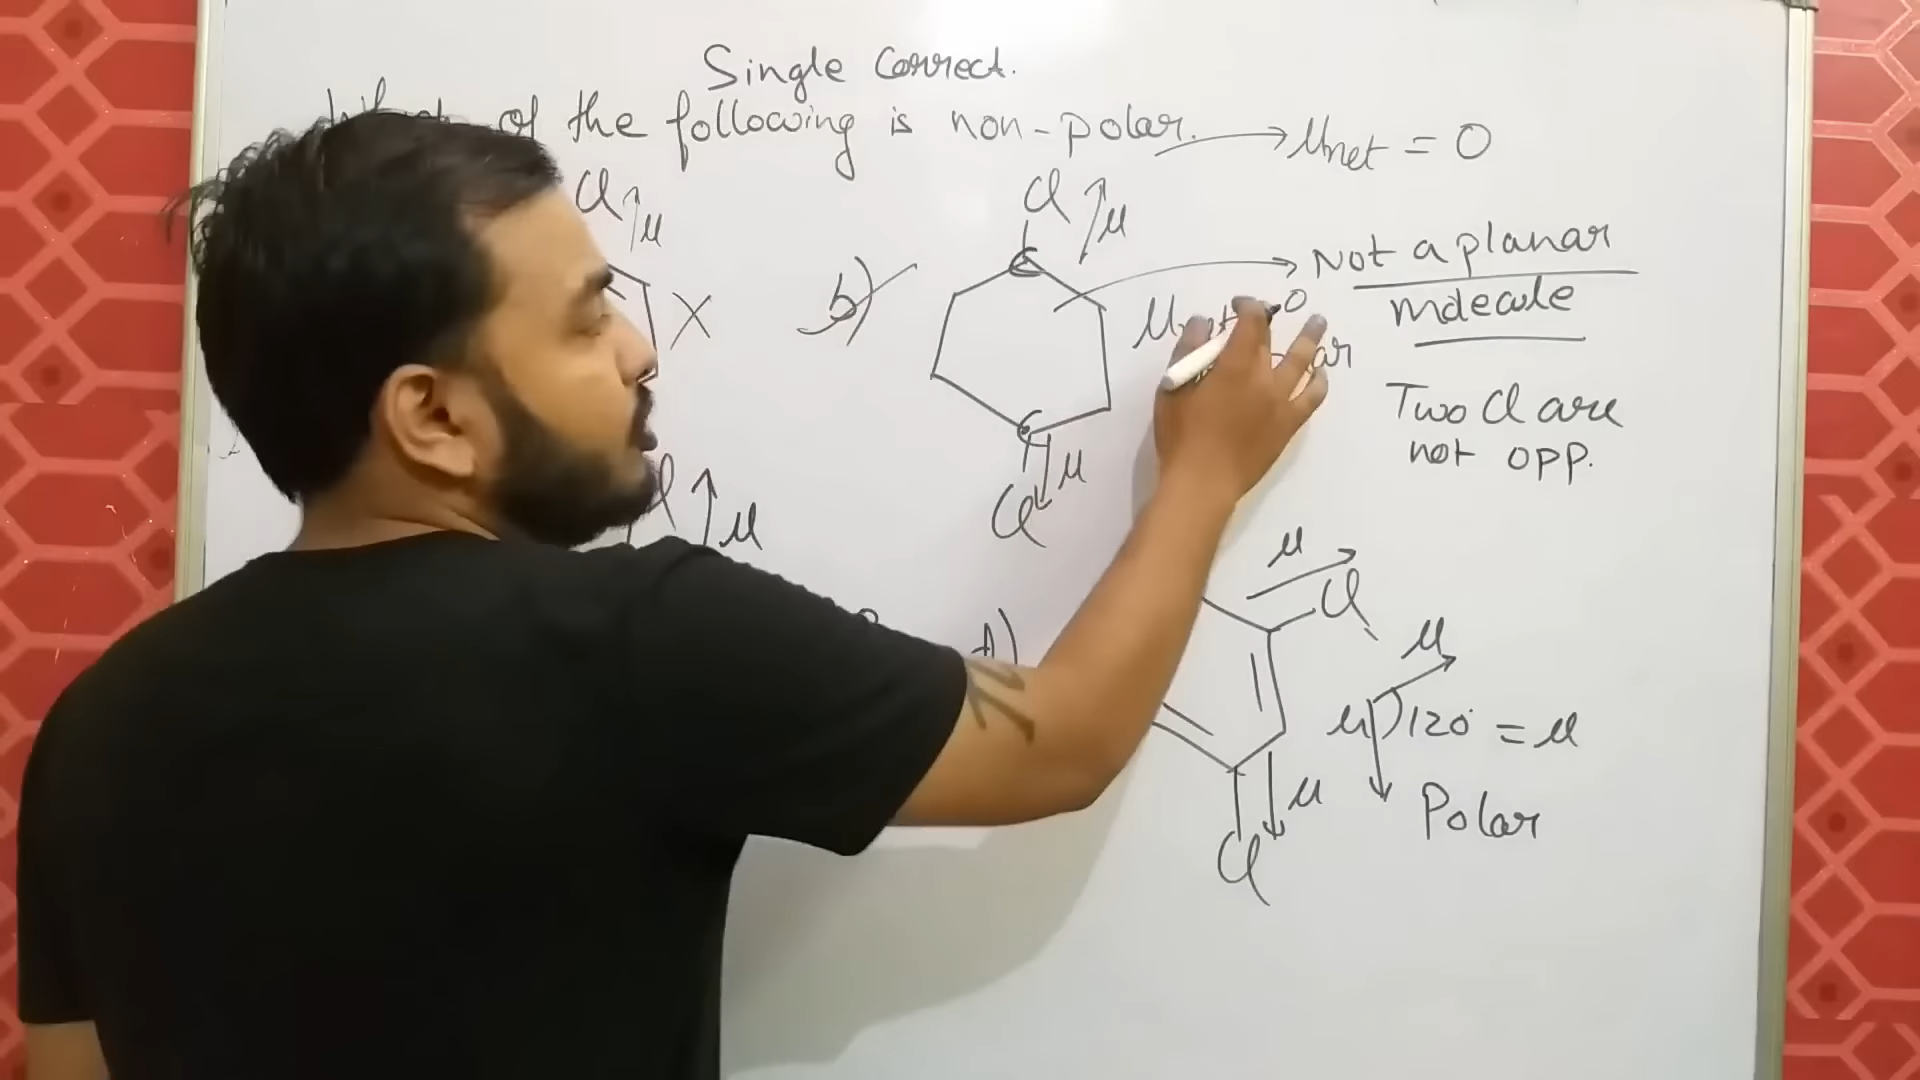 Single Correct.
of the following is non-polar. → μnet = 0
Cl μ
Cl μ
b)
Not a planar
molecule
Two Cl are
not opp.
μ
Cl
μ
d)
μ
Cl
μ
μ 120° = μ
μ
Polar
Cl